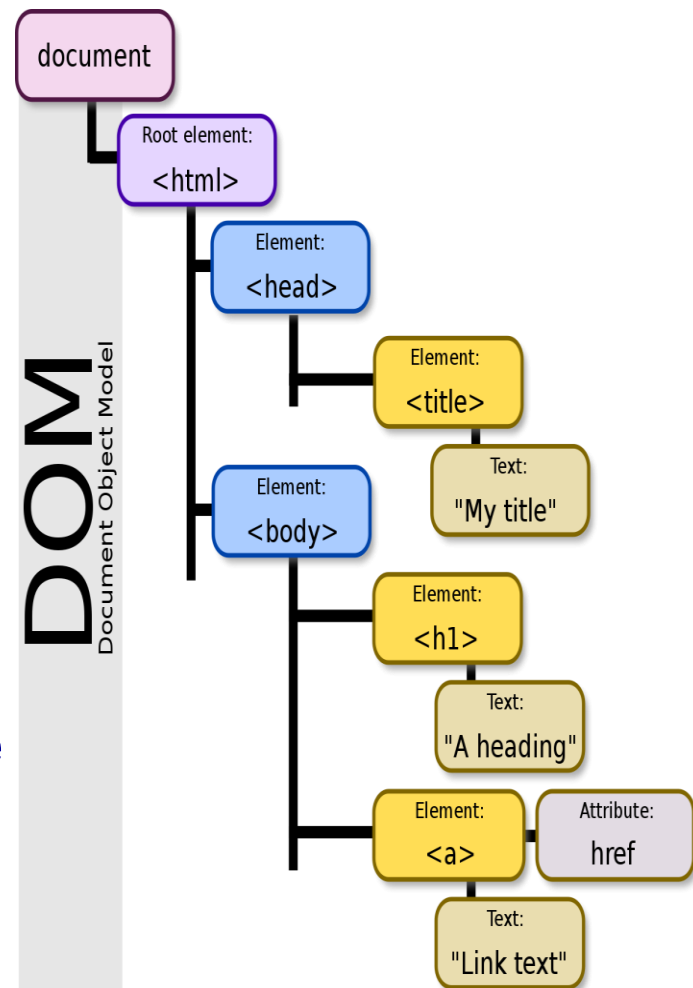 document
Root element:
<html>
Element:
<head>
Element:
<title>
Text:
"My title"
Element:
<body>
Element:
<h1>
Text:
"A heading"
Element:
<a>
Attribute:
href
Text:
"Link text"
DOM
Document Object Model